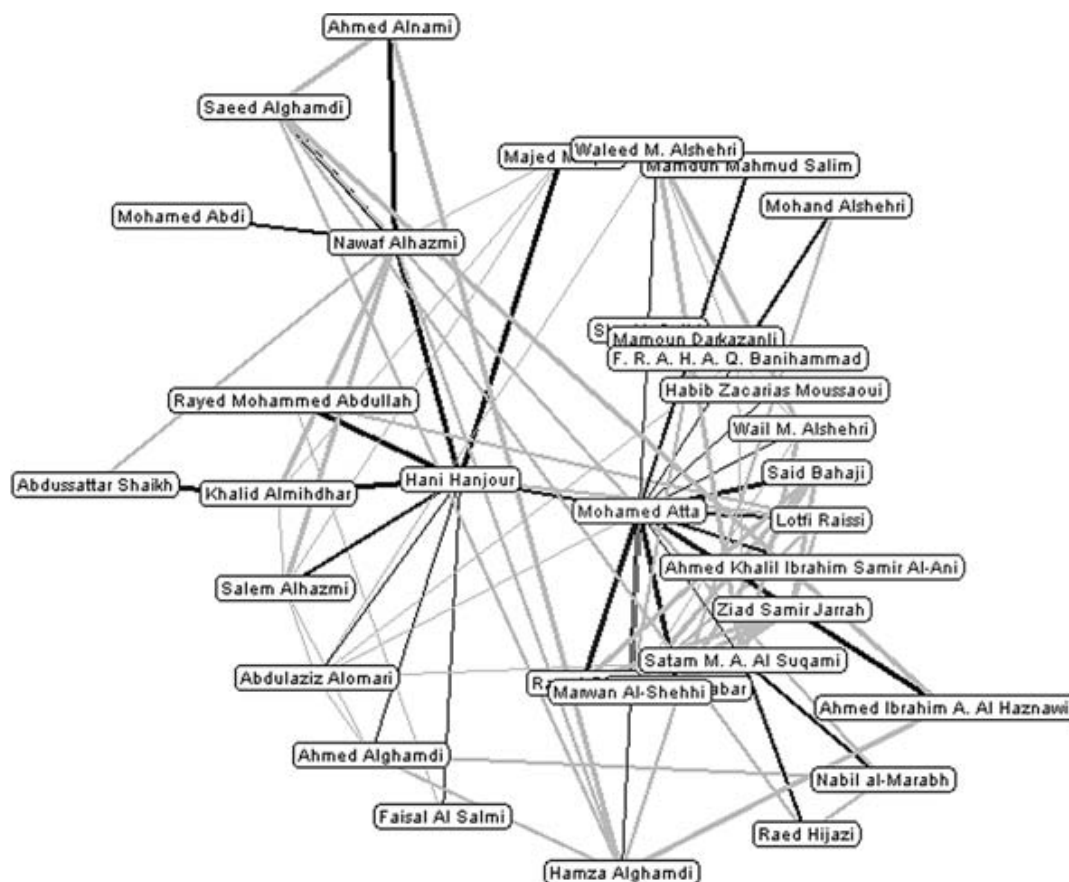 Ahmed Alnami
Saeed Alghamdi
Majed
Waleed M. Alshehri
Mamoun Mahmud Salim
Mohamed Abdi
Mohand Alshehri
Nawaf Alhazmi
Mamoun Darkazanli
F. R. A. H. A. Q. Banihammad
Habib Zacarias Moussaoui
Rayed Mohammed Abdullah
Wail M. Alshehri
Said Bahaji
Abdussattar Shaikh
Khalid Almihdhar
Hani Hanjour
Mohamed Atta
Lotfi Raissi
Ahmed Khalil Ibrahim Samir Al-Ani
Salem Alhazmi
Ziad Samir Jarrah
Satam M. A. Al Suqami
Abdulaziz Alomari
Marwan Al-Shehhi
Ahmed Ibrahim A. Al Haznawi
Ahmed Alghamdi
Nabil al-Marabh
Faisal Al Salmi
Raed Hijazi
Hamza Alghamdi